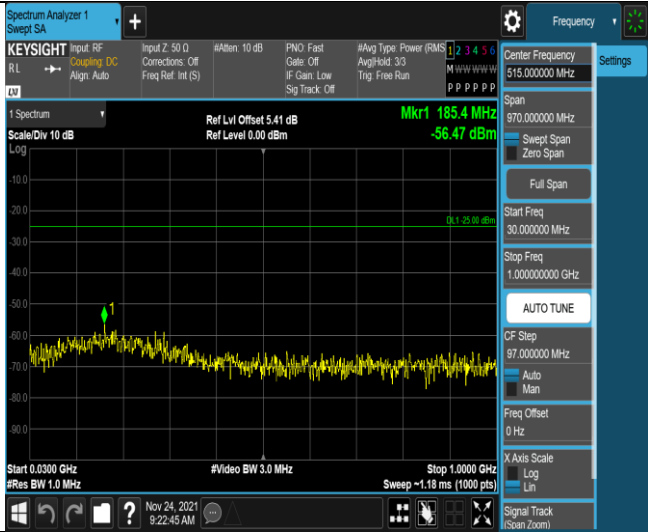 Spectrum Analyzer 1
Swept SA
Frequency
KEYSIGHT
Input: RF
Input Z: 50 Ω
#Atten: 10 dB
PNO: Fast
#Avg Type: Power (RMS
1 2 3 4 5 6
RL
Coupling: DC
Corrections: Off
Gate: Off
Avg|Hold: 3/3
M W W W W W
Align: Auto
Freq Ref: Int (S)
IF Gain: Low
Trig: Free Run
LXI
Sig Track: Off
P P P P P P
Center Frequency
515.000000 MHz
Settings
1 Spectrum
Ref Lvl Offset 5.41 dB
Mkr1 185.4 MHz
Scale/Div 10 dB
Ref Level 0.00 dBm
-56.47 dBm
Log
-10.0
-20.0
DL1 -25.00 dBm
-30.0
-40.0
-50.0
1
-60.0
-70.0
-80.0
-90.0
Start 0.0300 GHz
#Video BW 3.0 MHz
Stop 1.0000 GHz
#Res BW 1.0 MHz
Sweep ~1.18 ms (1000 pts)
Span
970.000000 MHz
Swept Span
Zero Span
Full Span
Start Freq
30.000000 MHz
Stop Freq
1.000000000 GHz
AUTO TUNE
CF Step
97.000000 MHz
Auto
Man
Freq Offset
0 Hz
X Axis Scale
Log
Lin
Signal Track
(Span Zoom)
?
Nov 24, 2021
9:22:45 AM